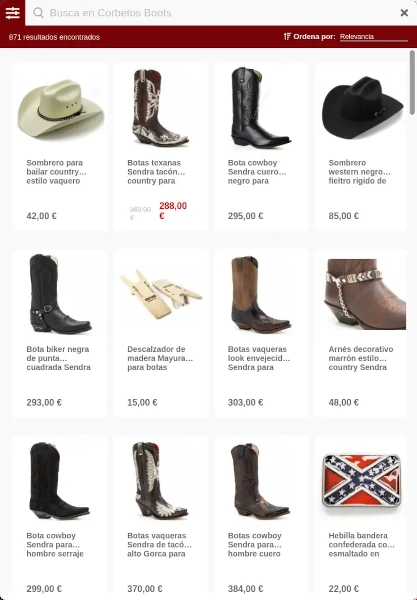 Busca en Corbetos Boots
871 resultados encontrados
Ordena por: Relevancia
Sombrero para
bailar country...
estilo vaquero
42,00 €
Botas texanas
Sendra tacón...
country para
360,00 €
288,00 €
Bota cowboy
Sendra cuero...
negro para
295,00 €
Sombrero
western negro...
fieltro rígido de
85,00 €
Bota biker negra
de punta...
cuadrada Sendra
293,00 €
Descalzador de
madera Mayura...
para botas
15,00 €
Botas vaqueras
look envejecid...
Sendra para
303,00 €
Arnés decorativo
marrón estilo...
country Sendra
48,00 €
Bota cowboy
Sendra para...
hombre serraje
299,00 €
Botas vaqueras
Sendra de tacó...
alto Gorca para
370,00 €
Botas cowboy
Sendra para...
hombre cuero
384,00 €
Hebilla bandera
confederada co...
esmaltado en
22,00 €